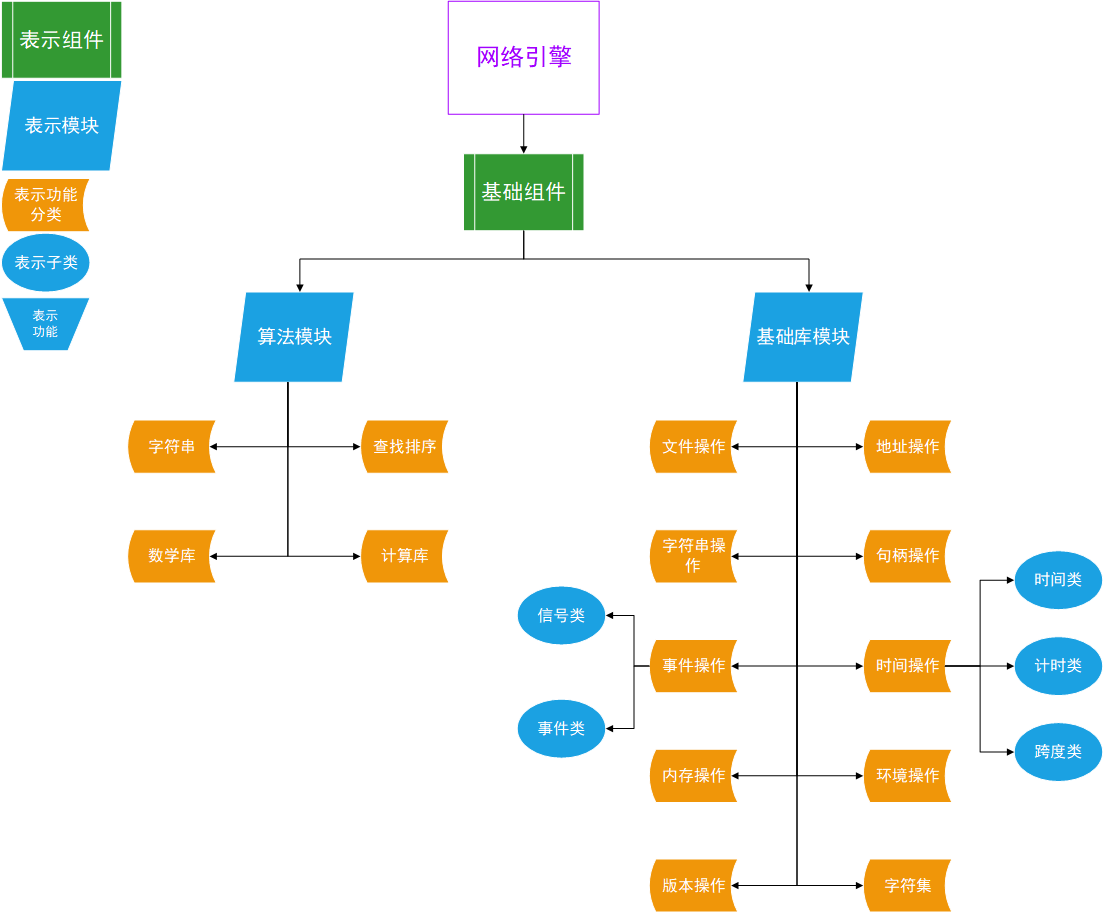 表示组件
表示模块
表示功能
分类
表示子类
表示
功能
网络引擎
基础组件
算法模块
基础库模块
字符串
查找排序
数学库
计算库
文件操作
地址操作
字符串操
作
句柄操作
事件操作
时间操作
信号类
事件类
时间类
计时类
跨度类
内存操作
环境操作
版本操作
字符集